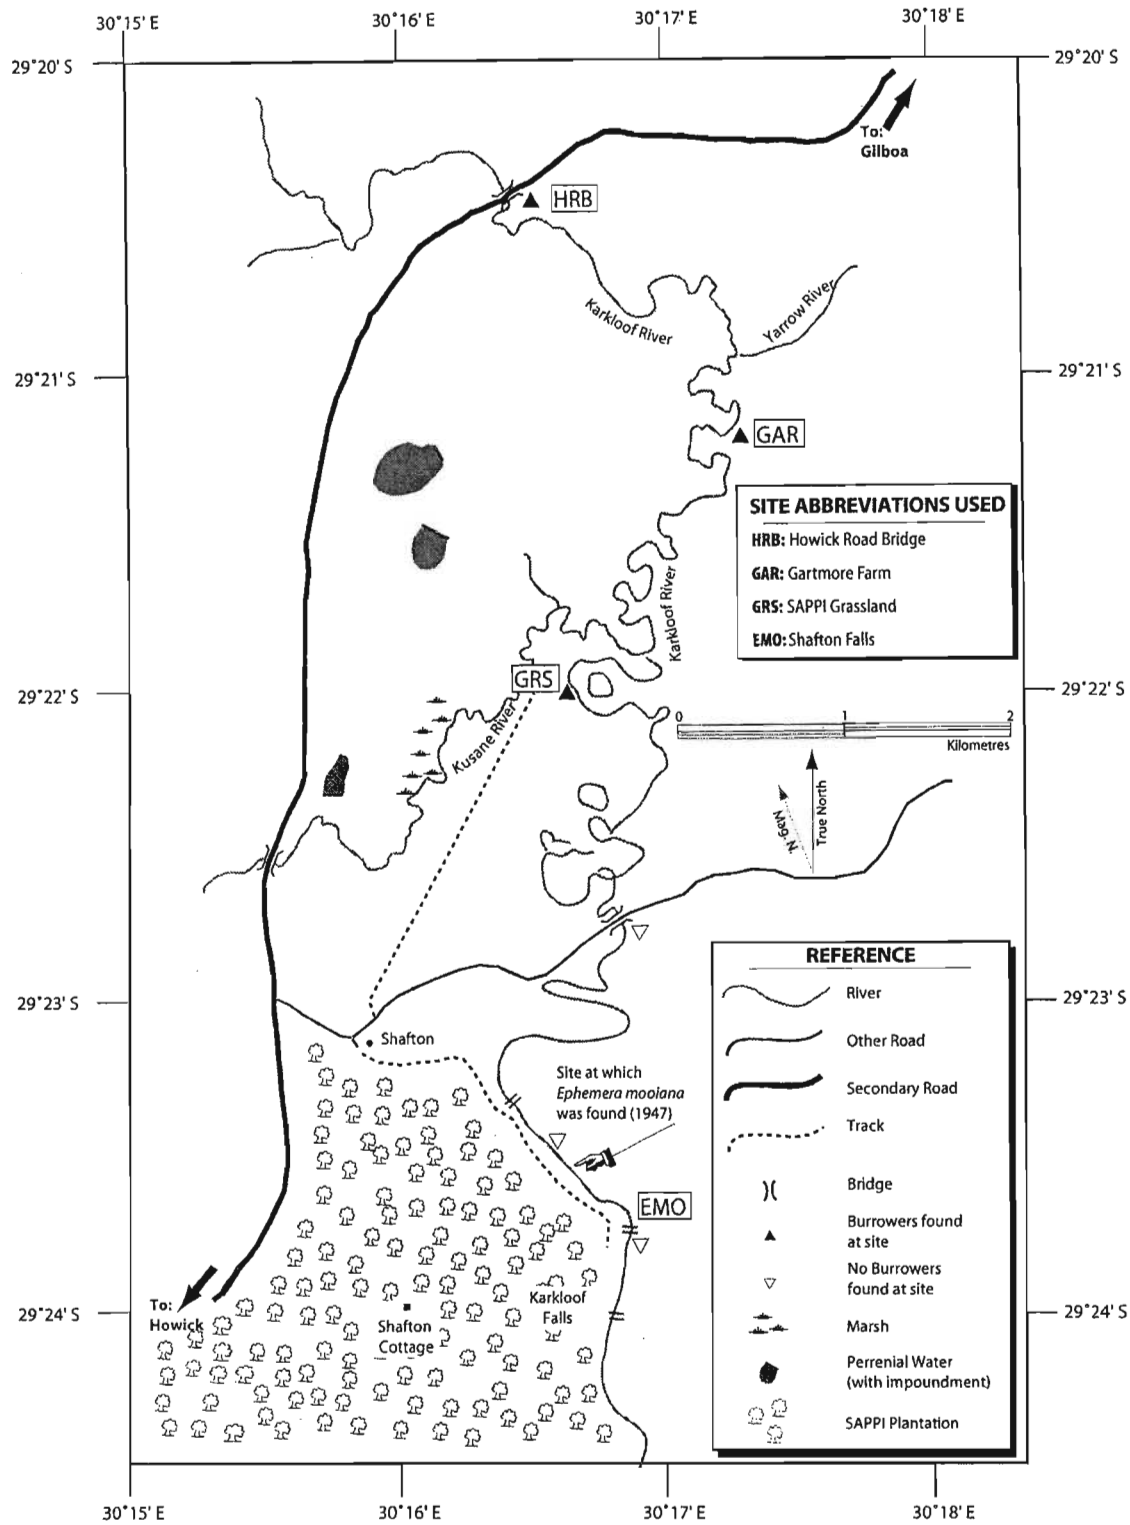 30°15' E
30°16' E
30°17' E
30°18' E
29°20' S
29°20' S
To:
Gilboa
HRB
Karkloof River
Yarrow River
29°21' S
29°21' S
GAR
SITE ABBREVIATIONS USED
HRB: Howick Road Bridge
GAR: Gartmore Farm
GRS: SAPPI Grassland
EMO: Shafton Falls
Karkloof River
GRS
29°22' S
29°22' S
Kusane River
0 1 2
Kilometres
Mag. N.
True North
29°23' S
29°23' S
Shafton
Site at which
Ephemera mooiana
was found (1947)
EMO
REFERENCE
River
Other Road
Secondary Road
Track
Bridge
Burrowers found
at site
No Burrowers
found at site
Marsh
Perrenial Water
(with impoundment)
SAPPI Plantation
Karkloof
Falls
To:
Howick
Shafton
Cottage
29°24' S
29°24' S
30°15' E
30°16' E
30°17' E
30°18' E